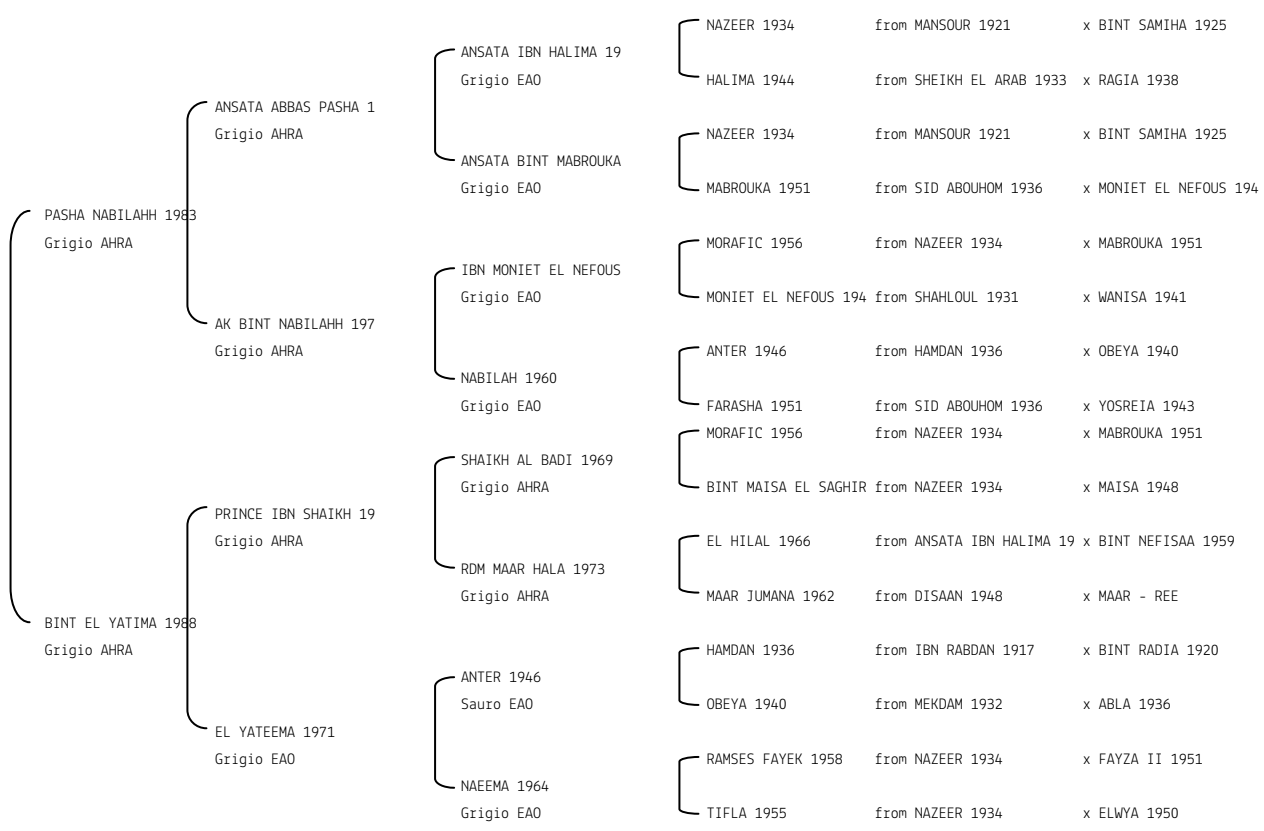 NAZEER 1934 from MANSOUR 1921 x BINT SAMIHA 1925
ANSATA IBN HALIMA 19
Grigio EAO
HALIMA 1944 from SHEIKH EL ARAB 1933 x RAGIA 1938
ANSATA ABBAS PASHA 1
Grigio AHRA
NAZEER 1934 from MANSOUR 1921 x BINT SAMIHA 1925
ANSATA BINT MABROUKA
Grigio EAO
MABROUKA 1951 from SID ABOUHOM 1936 x MONIET EL NEFOUS 194
PASHA NABILAHH 1983
Grigio AHRA
MORAFIC 1956 from NAZEER 1934 x MABROUKA 1951
IBN MONIET EL NEFOUS
Grigio EAO
MONIET EL NEFOUS 194 from SHAHLOUL 1931 x WANISA 1941
AK BINT NABILAHH 197
Grigio AHRA
ANTER 1946 from HAMDAN 1936 x OBEYA 1940
NABILAH 1960
Grigio EAO
FARASHA 1951 from SID ABOUHOM 1936 x YOSREIA 1943
MORAFIC 1956 from NAZEER 1934 x MABROUKA 1951
SHAIKH AL BADI 1969
Grigio AHRA
BINT MAISA EL SAGHIR from NAZEER 1934 x MAISA 1948
PRINCE IBN SHAIKH 19
Grigio AHRA
EL HILAL 1966 from ANSATA IBN HALIMA 19 x BINT NEFISAA 1959
RDM MAAR HALA 1973
Grigio AHRA
MAAR JUMANA 1962 from DISAAN 1948 x MAAR - REE
BINT EL YATIMA 1988
Grigio AHRA
HAMDAN 1936 from IBN RABDAN 1917 x BINT RADIA 1920
ANTER 1946
Sauro EAO
OBEYA 1940 from MEKDAM 1932 x ABLA 1936
EL YATEEMA 1971
Grigio EAO
RAMSES FAYEK 1958 from NAZEER 1934 x FAYZA II 1951
NAEEMA 1964
Grigio EAO
TIFLA 1955 from NAZEER 1934 x ELWYA 1950